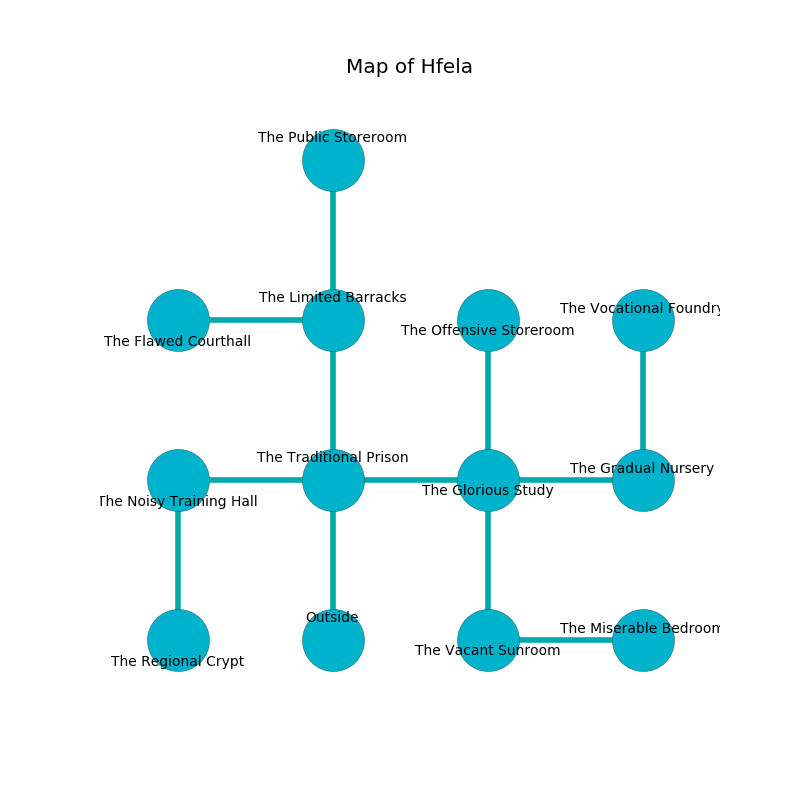 Map of Hfela
The Public Storeroom
The Limited Barracks
The Vocational Foundry
The Offensive Storeroom
The Flawed Courthall
The Traditional Prison
The Gradual Nursery
The Glorious Study
The Noisy Training Hall
Outside
The Miserable Bedroom
The Vacant Sunroom
The Regional Crypt